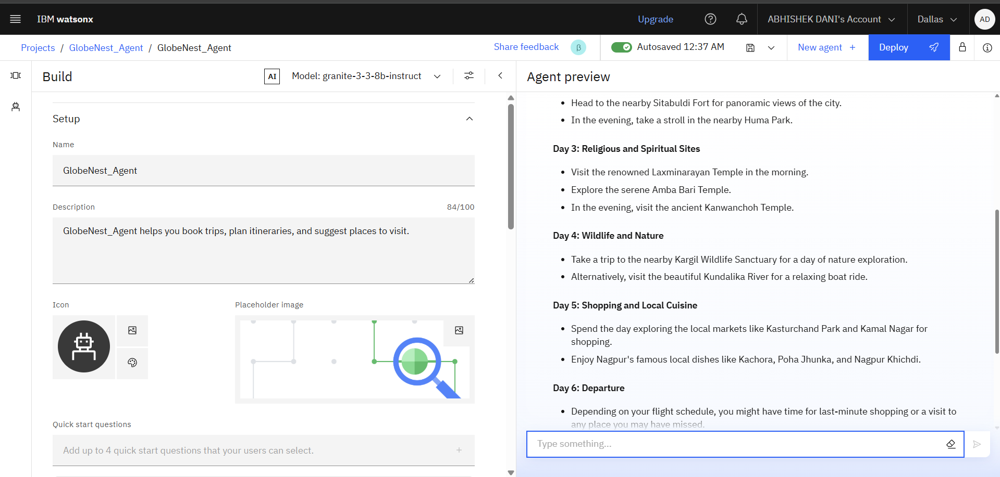 IBM watsonx
Upgrade
ABHISHEK DANI's Account
Dallas
AD
Projects / GlobeNest_Agent / GlobeNest_Agent
Share feedback
β
Autosaved 12:37 AM
New agent +
Deploy
Build
AI
Model: granite-3-3-8b-instruct
Setup
Name
GlobeNest_Agent
Description
84/100
GlobeNest_Agent helps you book trips, plan itineraries, and suggest places to visit.
Icon
Placeholder image
Quick start questions
Add up to 4 quick start questions that your users can select.
Agent preview
• Head to the nearby Sitabuldi Fort for panoramic views of the city.
• In the evening, take a stroll in the nearby Huma Park.
Day 3: Religious and Spiritual Sites
• Visit the renowned Laxminarayan Temple in the morning.
• Explore the serene Amba Bari Temple.
• In the evening, visit the ancient Kanwanchoh Temple.
Day 4: Wildlife and Nature
• Take a trip to the nearby Kargil Wildlife Sanctuary for a day of nature exploration.
• Alternatively, visit the beautiful Kundalika River for a relaxing boat ride.
Day 5: Shopping and Local Cuisine
• Spend the day exploring the local markets like Kasturchand Park and Kamal Nagar for
shopping.
• Enjoy Nagpur's famous local dishes like Kachora, Poha Jhunka, and Nagpur Khichdi.
Day 6: Departure
• Depending on your flight schedule, you might have time for last-minute shopping or a visit to
any place you may have missed.
Type something...